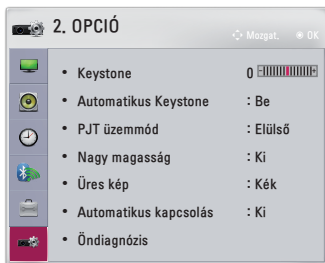 2. OPCIÓ
Mozgat. OK
• Keystone 0 - +
• Automatikus Keystone : Be
• PJT üzemmód : Elülső
• Nagy magasság : Ki
• Üres kép : Kék
• Automatikus kapcsolás : Ki
• Öndiagnózis